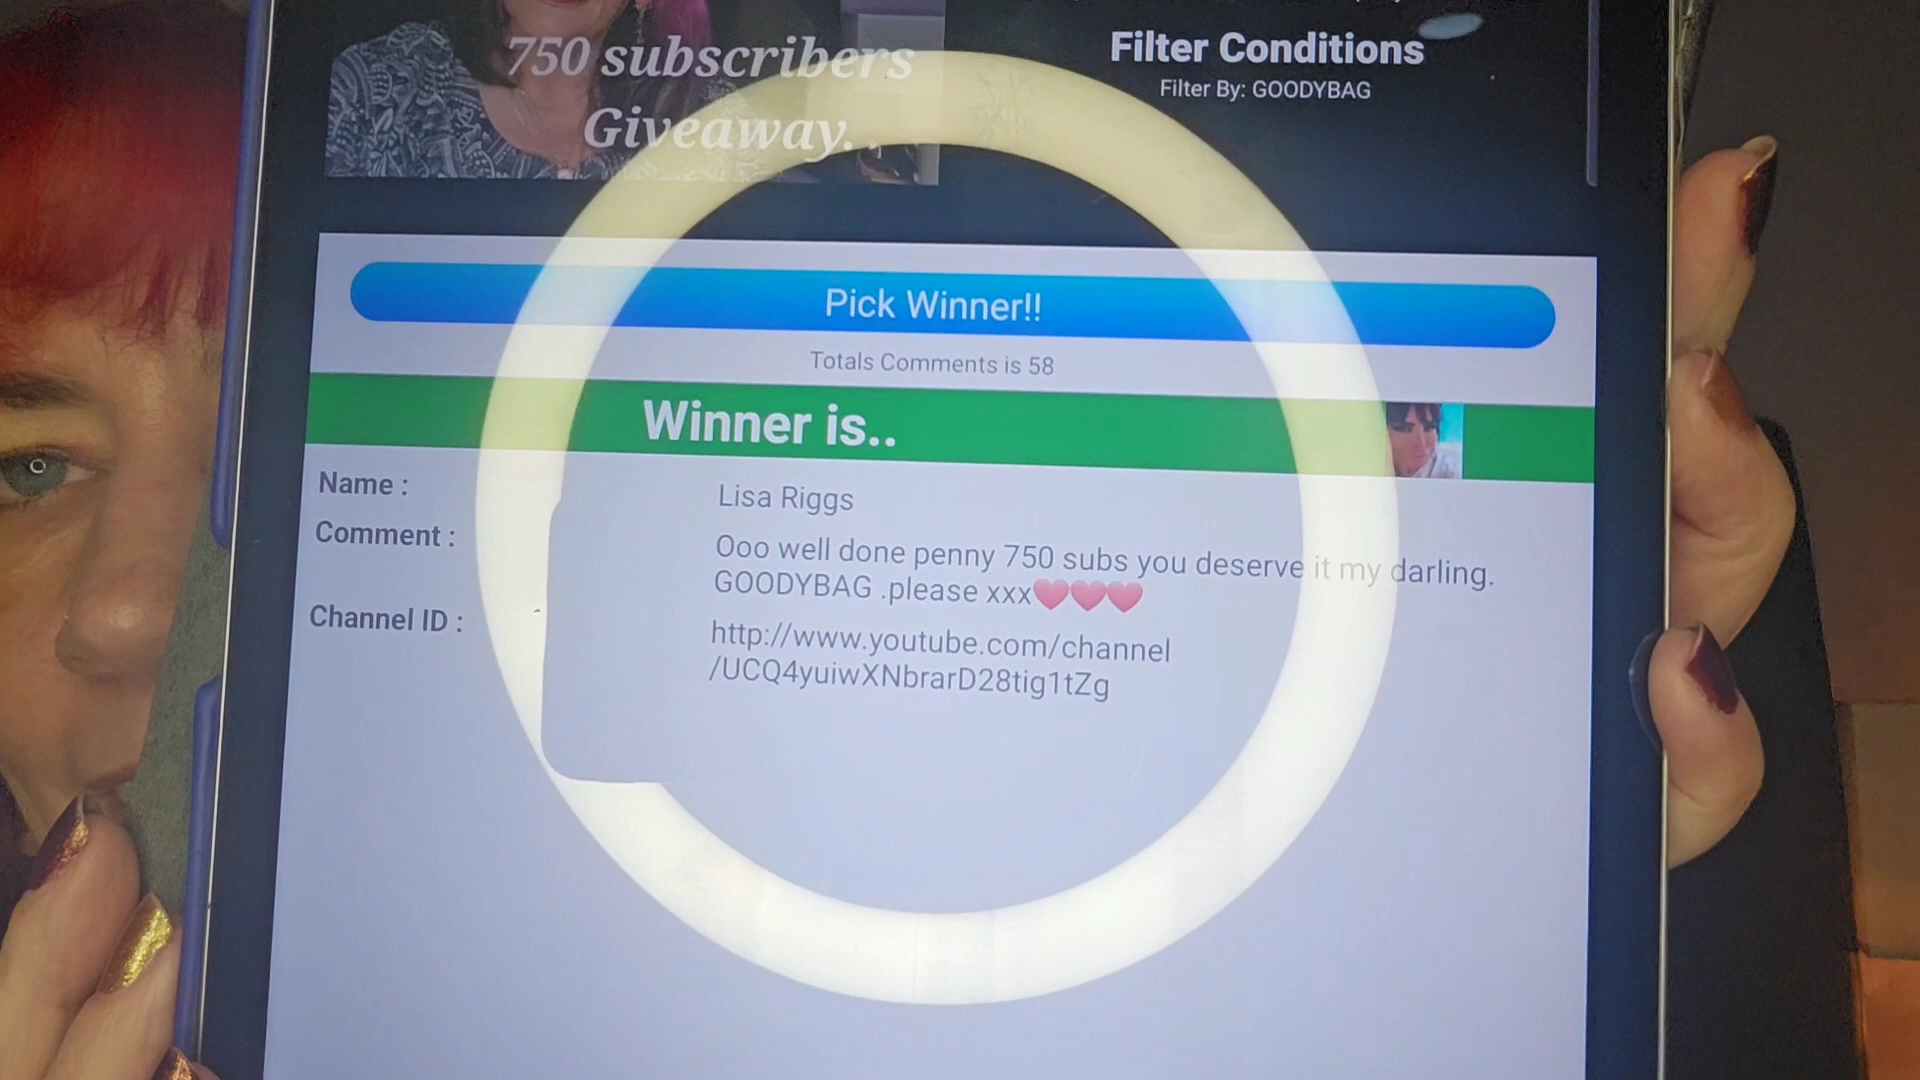 750 subscribers
Giveaway.
Filter Conditions
Filter By: GOODYBAG
Pick Winner!!
Totals Comments is 58
Winner is..
Name :
Lisa Riggs
Comment :
Ooo well done penny 750 subs you deserve it my darling.
GOODYBAG .please xxx❤❤❤
Channel ID :
http://www.youtube.com/channel
/UCQ4yuiwXNbrarD28tig1tZg